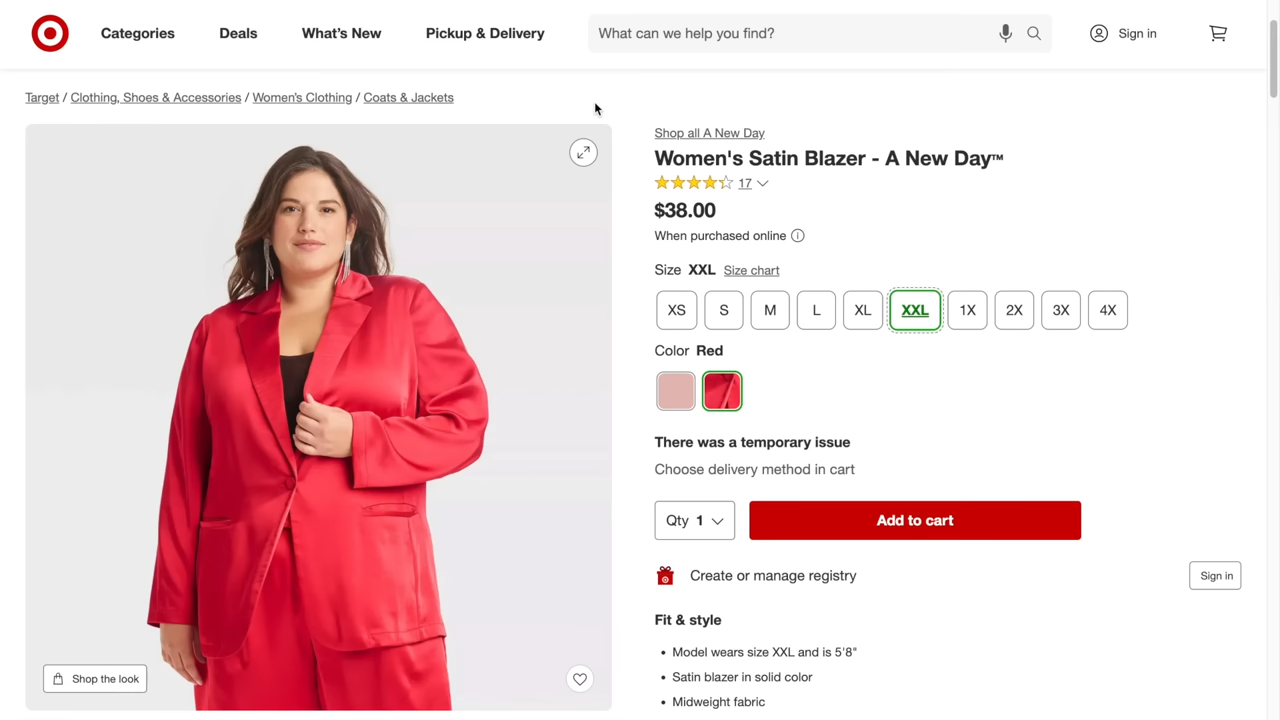 Categories
Deals
What's New
Pickup & Delivery
What can we help you find?
Sign in
Target / Clothing, Shoes & Accessories / Women's Clothing / Coats & Jackets
Shop all A New Day
Women's Satin Blazer - A New Day™
17
$38.00
When purchased online
Size XXL Size chart
XS S M L XL XXL 1X 2X 3X 4X
Color Red
There was a temporary issue
Choose delivery method in cart
Qty 1
Add to cart
Create or manage registry
Sign in
Fit & style
• Model wears size XXL and is 5'8"
• Satin blazer in solid color
• Midweight fabric
Shop the look